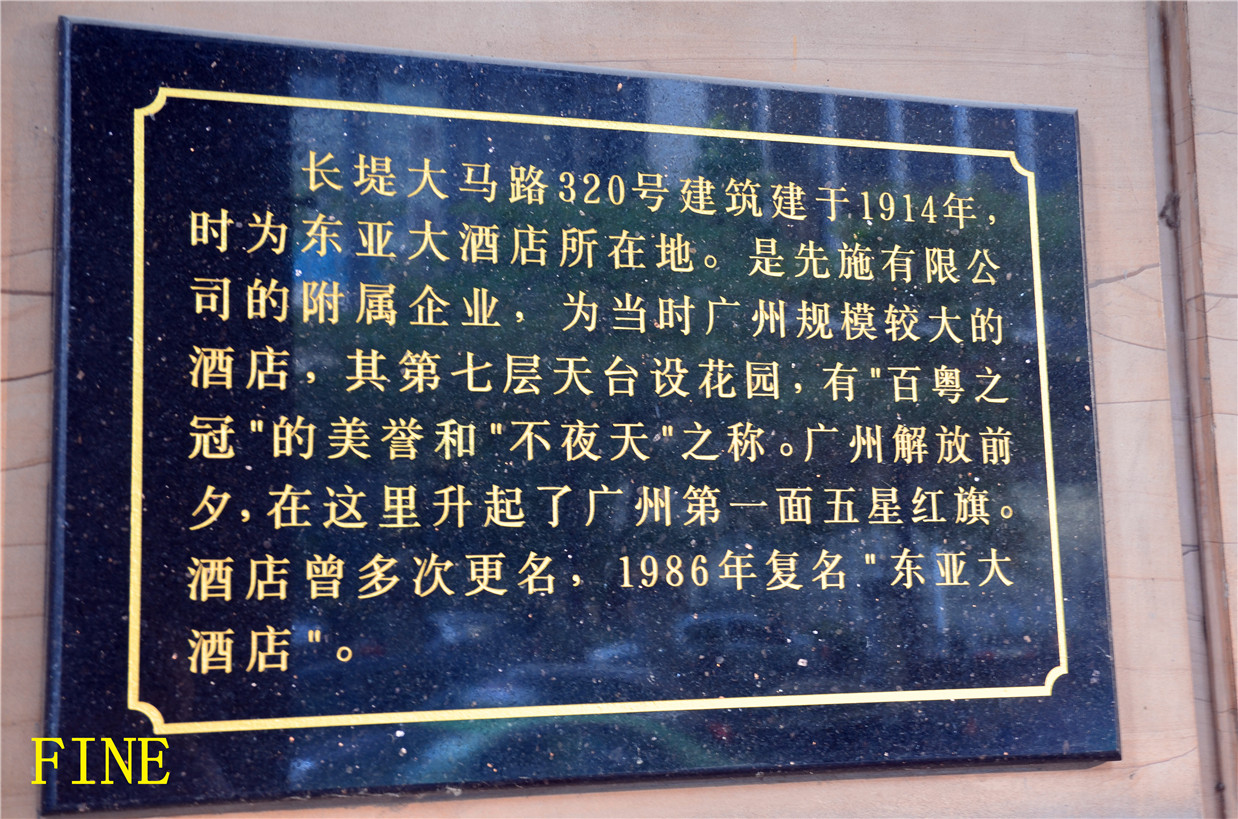 长堤大马路320号建筑建于1914年，
时为东亚大酒店所在地。是先施有限公
司的附属企业，为当时广州规模较大的
酒店，其第七层天台设花园，有"百粤之
冠"的美誉和"不夜天"之称。广州解放前
夕，在这里升起了广州第一面五星红旗。
酒店曾多次更名，1986年复名"东亚大
酒店"。
FINE